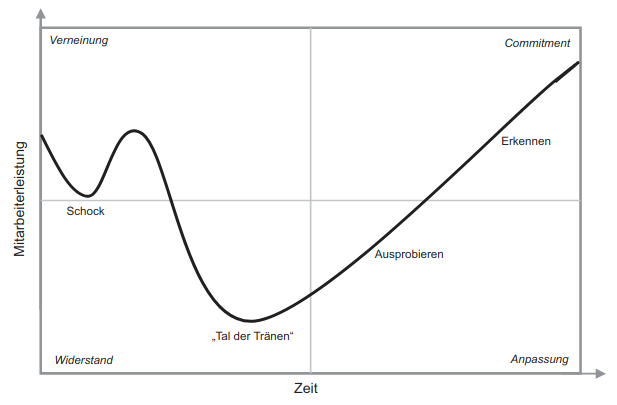 Verneinung
Commitment
Erkennen
Mitarbeiterleistung
Schock
Ausprobieren
„Tal der Tränen“
Widerstand
Anpassung
Zeit